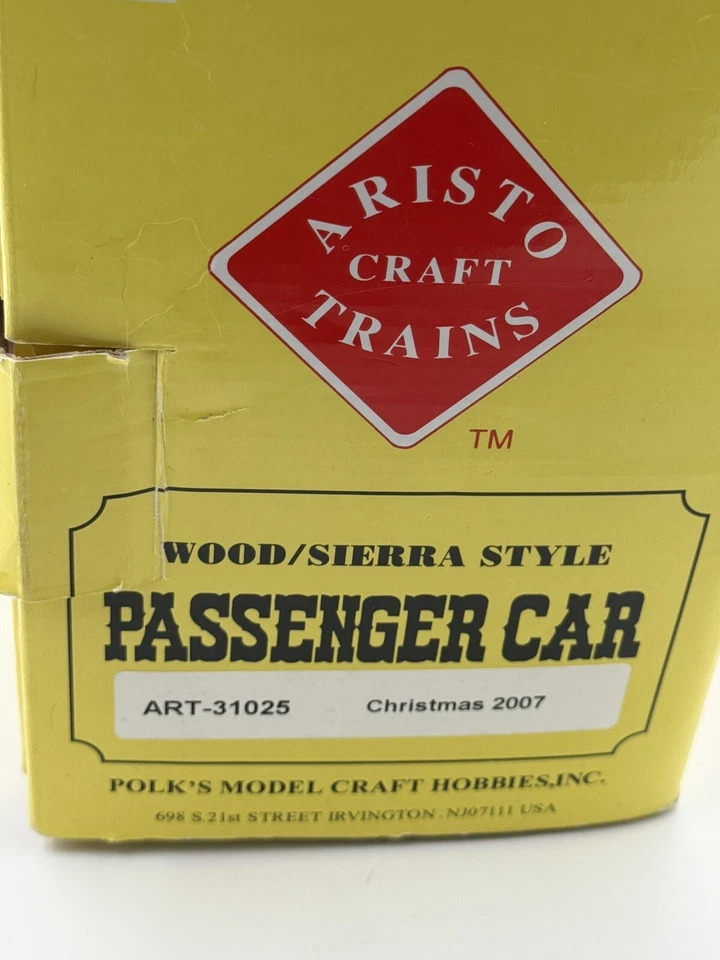 ARISTO
CRAFT
TRAINS
TM
WOOD/SIERRA STYLE
PASSENGER CAR
ART-31025 Christmas 2007
POLK'S MODEL CRAFT HOBBIES,INC.
698 S.21st STREET IRVINGTON.NJ07111 USA